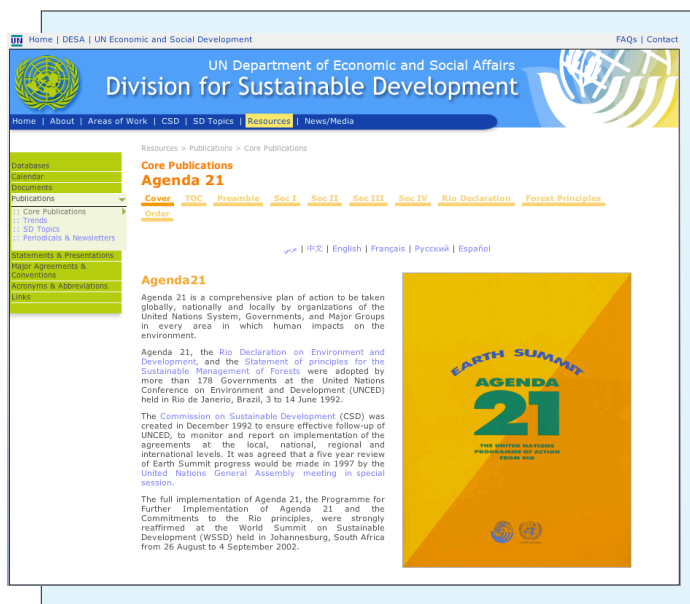 UN Home | DESA | UN Economic and Social Development
FAQs | Contact
UN Department of Economic and Social Affairs
Division for Sustainable Development
Home | About | Areas of Work | CSD | SD Topics | Resources | News/Media
Databases
Calendar
Documents
Publications
:: Core Publications
:: Trends
:: SD Topics
:: Periodicals & Newsletters
Statements & Presentations
Major Agreements &
Conventions
Acronyms & Abbreviations
Links
Resources > Publications > Core Publications
Core Publications
Agenda 21
Cover TOC Preamble Sec I Sec II Sec III Sec IV Rio Declaration Forest Principles
Order
عربي | 中文 | English | Français | Русский | Español
Agenda21
Agenda 21 is a comprehensive plan of action to be taken
globally, nationally and locally by organizations of the
United Nations System, Governments, and Major Groups
in every area in which human impacts on the
environment.
Agenda 21, the Rio Declaration on Environment and
Development, and the Statement of principles for the
Sustainable Management of Forests were adopted by
more than 178 Governments at the United Nations
Conference on Environment and Development (UNCED)
held in Rio de Janerio, Brazil, 3 to 14 June 1992.
The Commission on Sustainable Development (CSD) was
created in December 1992 to ensure effective follow-up of
UNCED, to monitor and report on implementation of the
agreements at the local, national, regional and
international levels. It was agreed that a five year review
of Earth Summit progress would be made in 1997 by the
United Nations General Assembly meeting in special
session.
The full implementation of Agenda 21, the Programme for
Further Implementation of Agenda 21 and the
Commitments to the Rio principles, were strongly
reaffirmed at the World Summit on Sustainable
Development (WSSD) held in Johannesburg, South Africa
from 26 August to 4 September 2002.
EARTH SUMMIT
AGENDA
21
THE UNITED NATIONS
PROGRAMME OF ACTION
FROM RIO